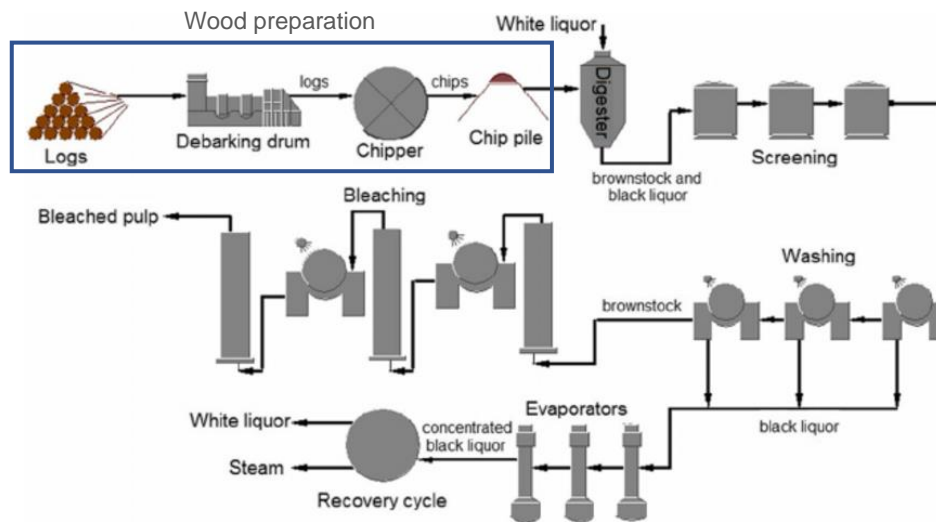 Wood preparation
White liquor
logs
chips
Digester
Debarking drum
Chipper
Chip pile
Logs
Screening
brownstock and
black liquor
Bleaching
Bleached pulp
Washing
brownstock
Evaporators
White liquor
concentrated
black liquor
black liquor
Steam
Recovery cycle